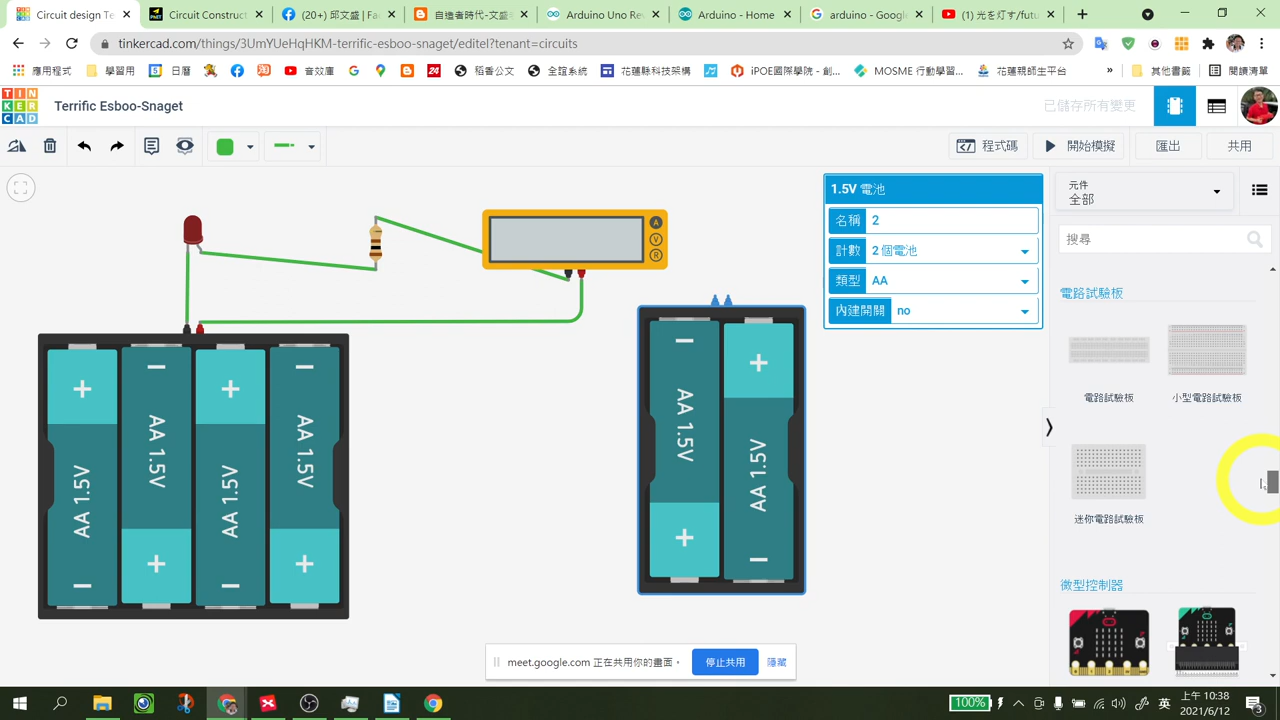 Circuit design Te
Circuit Construct
(20+) 邱文盛 | Fa
自造者時代-文盛
Arduino Uno Re
Arduino - Home
arduino - Google
(1) 光を灯す/futu
tinkercad.com/things/3UmYUeHqHKM-terrific-esboo-snaget/editel?tenant=circuits
應用程式
學習用
日曆
音效庫
稻香公文
全誼系統
花蓮縣科技架構
iPOE國際學院 - 創...
MOSME 行動學習...
花蓮親師生平台
»
其他書籤
閱讀清單
TINKERCAD
Terrific Esboo-Snaget
已儲存所有變更
程式碼
開始模擬
匯出
共用
1.5V 電池
名稱 2
計數 2 個電池
類型 AA
內建開關 no
元件
全部
搜尋
電路試驗板
電路試驗板
小型電路試驗板
迷你電路試驗板
微型控制器
A
V
R
+ AA 1.5V −
− AA 1.5V +
+ AA 1.5V −
− AA 1.5V +
− AA 1.5V +
+ AA 1.5V −
meet.google.com 正在共用你的畫面。
停止共用
隱藏
100%
英
上午 10:38
2021/6/12
3